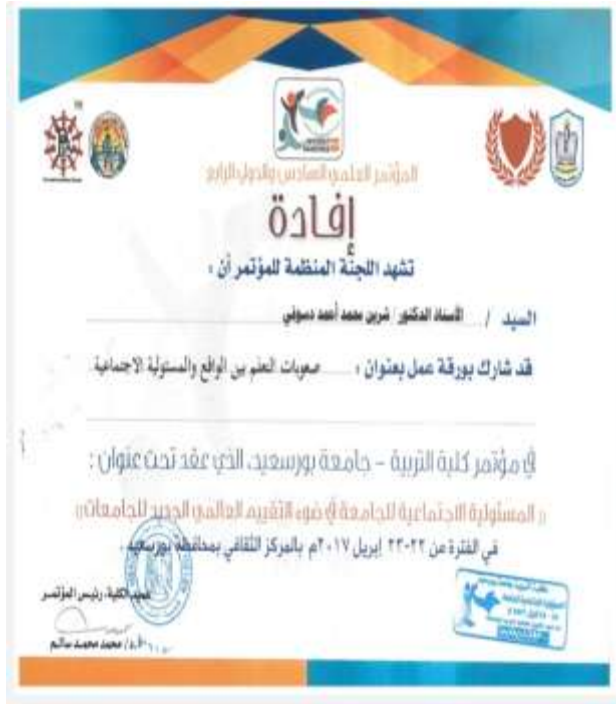 المؤتمر العلمي السادس والدولي الرابع
إفادة
تشهد اللجنة المنظمة للمؤتمر أن :
السيد / الأستاذ الدكتور / شرين محمد أحمد دسوقي
قد شارك بورقة عمل بعنوان : صعوبات التعلم بين الواقع والمسئولية الاجتماعية
في مؤتمر كلية التربية - جامعة بورسعيد، الذي عقد تحت عنوان :
« المسئولية الاجتماعية للجامعة في ضوء التقييم العالمي الجديد للجامعات »
في الفترة من ٢٢-٢٣ إبريل ٢٠١٧م بالمركز الثقافي بمحافظة بورسعيد .
عميد الكلية، رئيس المؤتمر
أ.د/ محمد محمد سالم